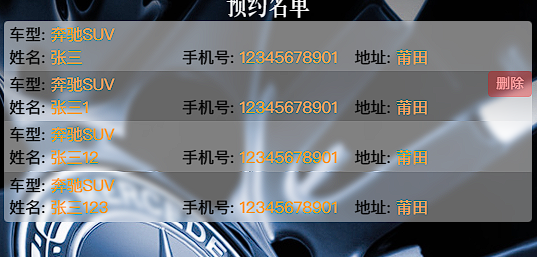 预约名单
车型: 奔驰SUV
姓名: 张三 手机号: 12345678901 地址: 莆田
车型: 奔驰SUV 删除
姓名: 张三1 手机号: 12345678901 地址: 莆田
车型: 奔驰SUV
姓名: 张三12 手机号: 12345678901 地址: 莆田
车型: 奔驰SUV
姓名: 张三123 手机号: 12345678901 地址: 莆田